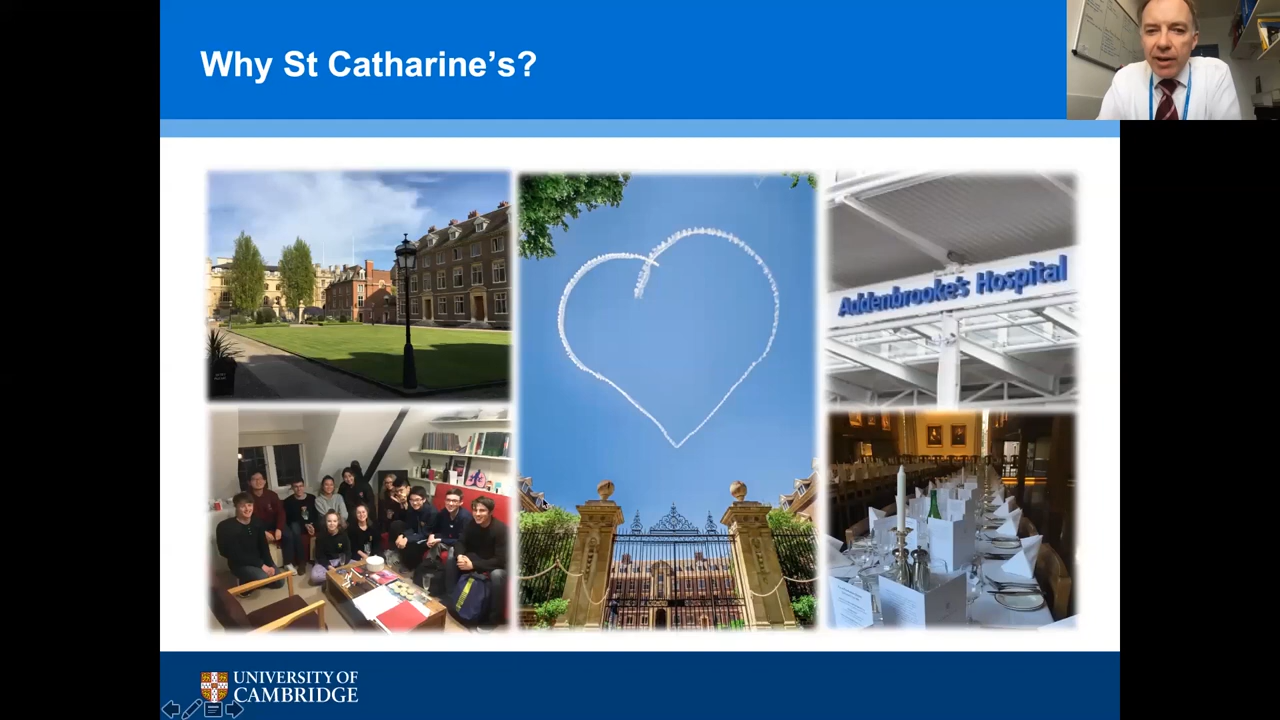 Why St Catharine's?
Addenbrooke's Hospital
UNIVERSITY OF
CAMBRIDGE